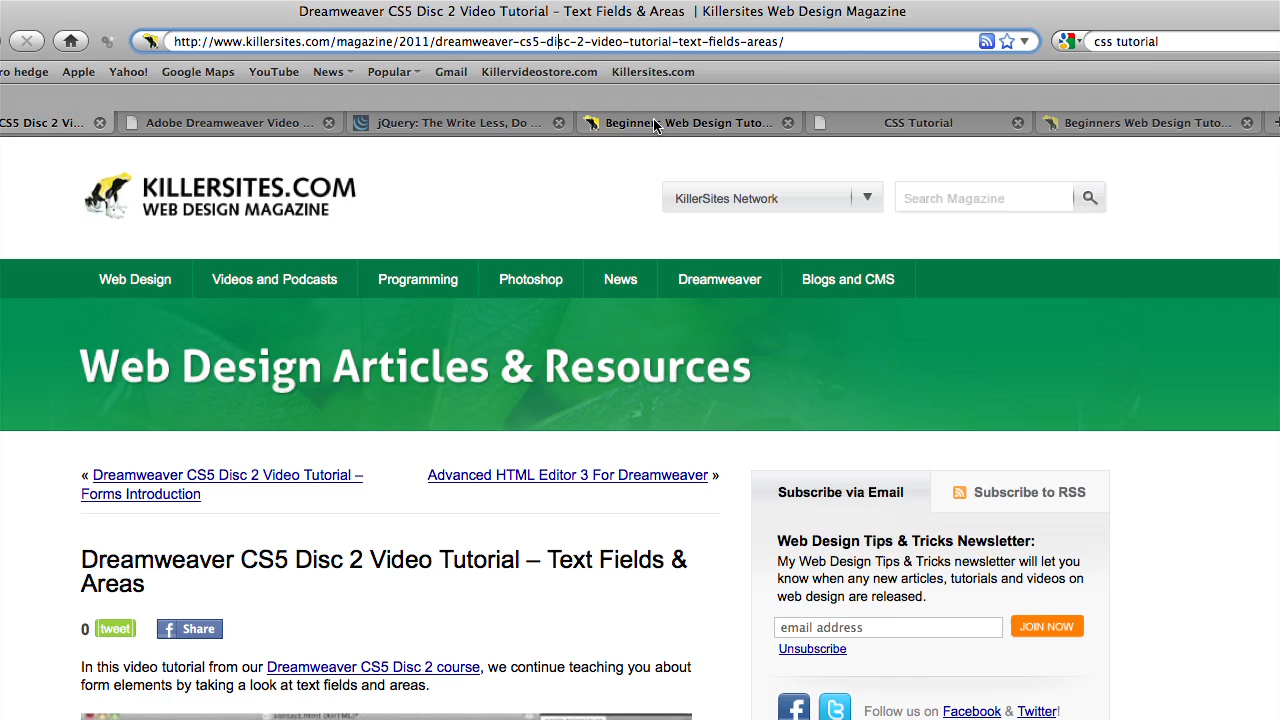 Dreamweaver CS5 Disc 2 Video Tutorial – Text Fields & Areas | Killersites Web Design Magazine
http://www.killersites.com/magazine/2011/dreamweaver-cs5-disc-2-video-tutorial-text-fields-areas/
css tutorial
ro hedge Apple Yahoo! Google Maps YouTube News Popular Gmail Killervideostore.com Killersites.com
CS5 Disc 2 Vi... Adobe Dreamweaver Video ... jQuery: The Write Less, Do ... Beginners Web Design Tuto... CSS Tutorial Beginners Web Design Tuto...
KILLERSITES.COM
WEB DESIGN MAGAZINE
KillerSites Network
Search Magazine
Web Design Videos and Podcasts Programming Photoshop News Dreamweaver Blogs and CMS
Web Design Articles & Resources
« Dreamweaver CS5 Disc 2 Video Tutorial –
Forms Introduction
Advanced HTML Editor 3 For Dreamweaver »
Dreamweaver CS5 Disc 2 Video Tutorial – Text Fields &
Areas
0 tweet f Share
In this video tutorial from our Dreamweaver CS5 Disc 2 course, we continue teaching you about
form elements by taking a look at text fields and areas.
Subscribe via Email
Subscribe to RSS
Web Design Tips & Tricks Newsletter:
My Web Design Tips & Tricks newsletter will let you
know when any new articles, tutorials and videos on
web design are released.
email address
JOIN NOW
Unsubscribe
Follow us on Facebook & Twitter!